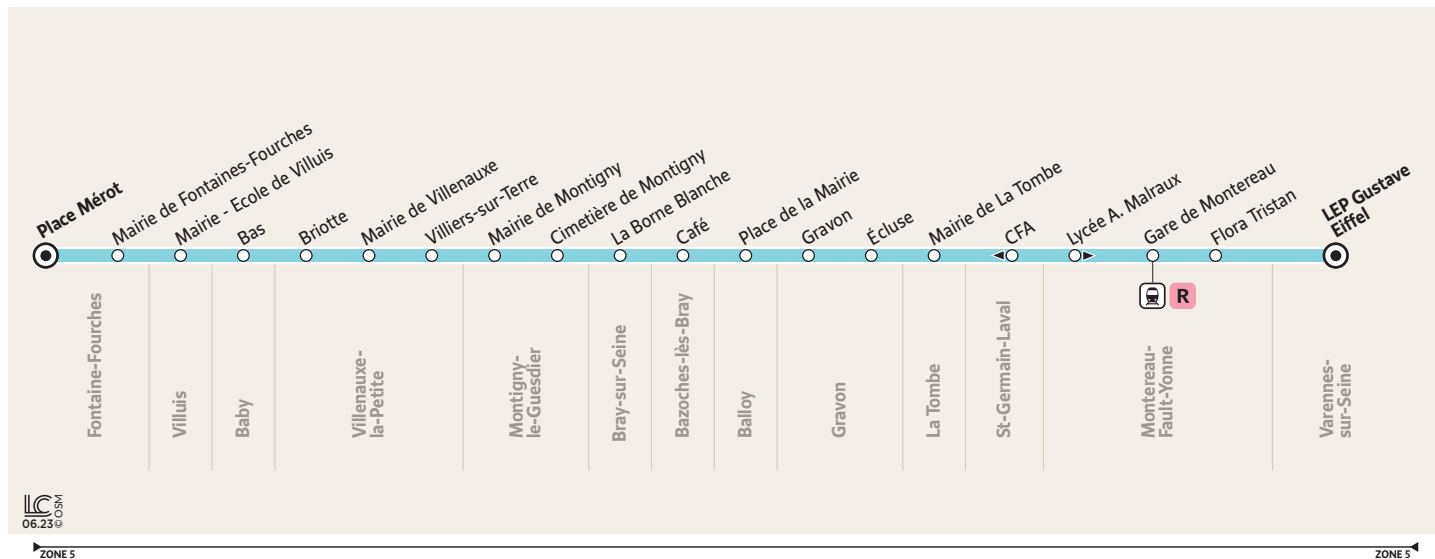 Place Mérot
Mairie de Fontaines-Fourches
Mairie - Ecole de Villuis
Bas
Briotte
Mairie de Villenauxe
Villiers-sur-Terre
Mairie de Montigny
Cimetière de Montigny
La Borne Blanche
Café
Place de la Mairie
Gravon
Écluse
Mairie de La Tombe
CFA
Lycée A. Malraux
Gare de Montereau
Flora Tristan
LEP Gustave
Eiffel
R
Fontaine-Fourches
Villuis
Baby
Villenauxe-
la-Petite
Montigny-
le-Guesdier
Bray-sur-Seine
Bazoches-lès-Bray
Balloy
Gravon
La Tombe
St-Germain-Laval
Montereau-
Fault-Yonne
Varennes-
sur-Seine
LC
06.23 © OSM
ZONE 5
ZONE 5